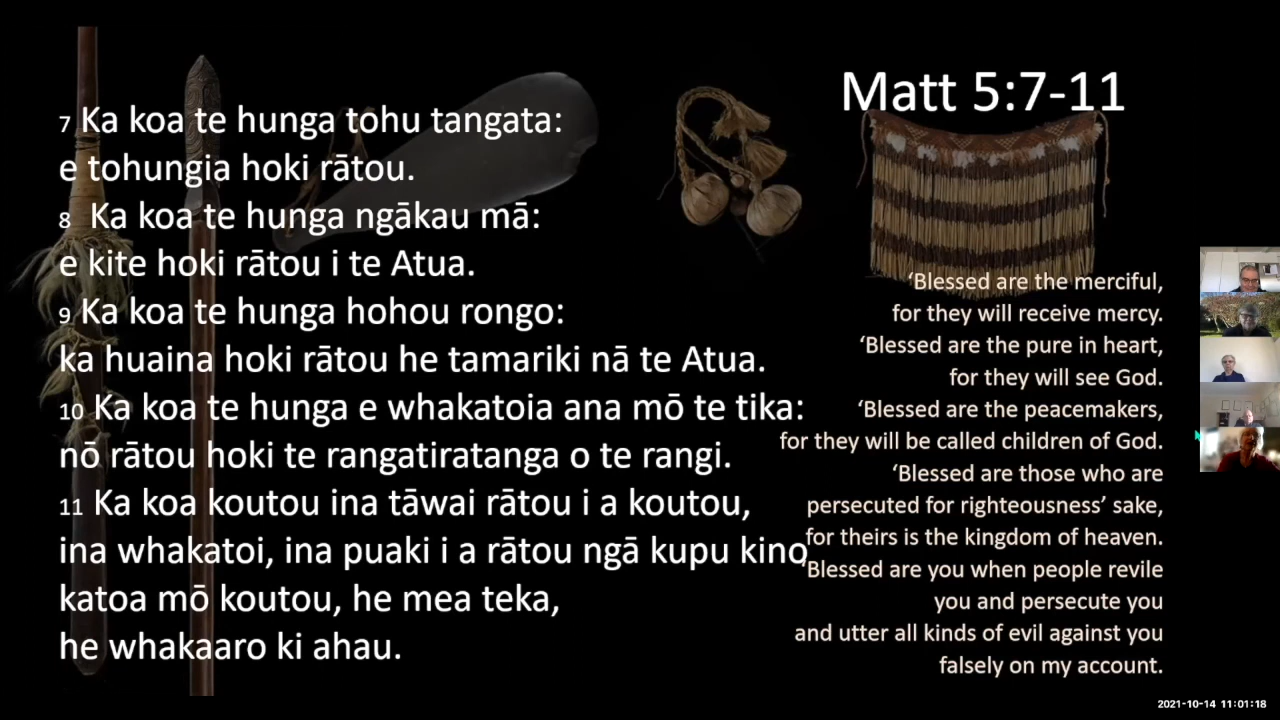 7 Ka koa te hunga tohu tangata:
e tohungia hoki rātou.
8 Ka koa te hunga ngākau mā:
e kite hoki rātou i te Atua.
9 Ka koa te hunga hohou rongo:
ka huaina hoki rātou he tamariki nā te Atua.
10 Ka koa te hunga e whakatoia ana mō te tika:
nō rātou hoki te rangatiratanga o te rangi.
11 Ka koa koutou ina tāwai rātou i a koutou,
ina whakatoi, ina puaki i a rātou ngā kupu kino
katoa mō koutou, he mea teka,
he whakaaro ki ahau.
Matt 5:7-11
‘Blessed are the merciful,
for they will receive mercy.
‘Blessed are the pure in heart,
for they will see God.
‘Blessed are the peacemakers,
for they will be called children of God.
‘Blessed are those who are
persecuted for righteousness’ sake,
for theirs is the kingdom of heaven.
‘Blessed are you when people revile
you and persecute you
and utter all kinds of evil against you
falsely on my account.
2021-10-14 11:01:18